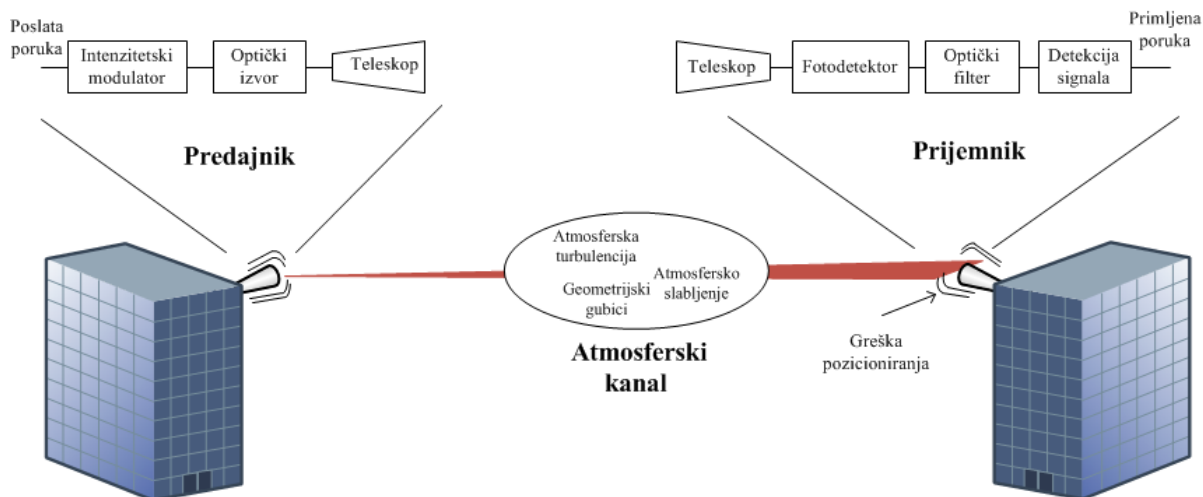 Poslata
poruka
Intenzitetski
modulator
Optički
izvor
Teleskop
Predajnik
Teleskop
Fotodetektor
Optički
filter
Detekcija
signala
Primljena
poruka
Prijemnik
Atmosferska
turbulencija
Atmosfersko
slabljenje
Geometrijski
gubici
Atmosferski
kanal
Greška
pozicioniranja